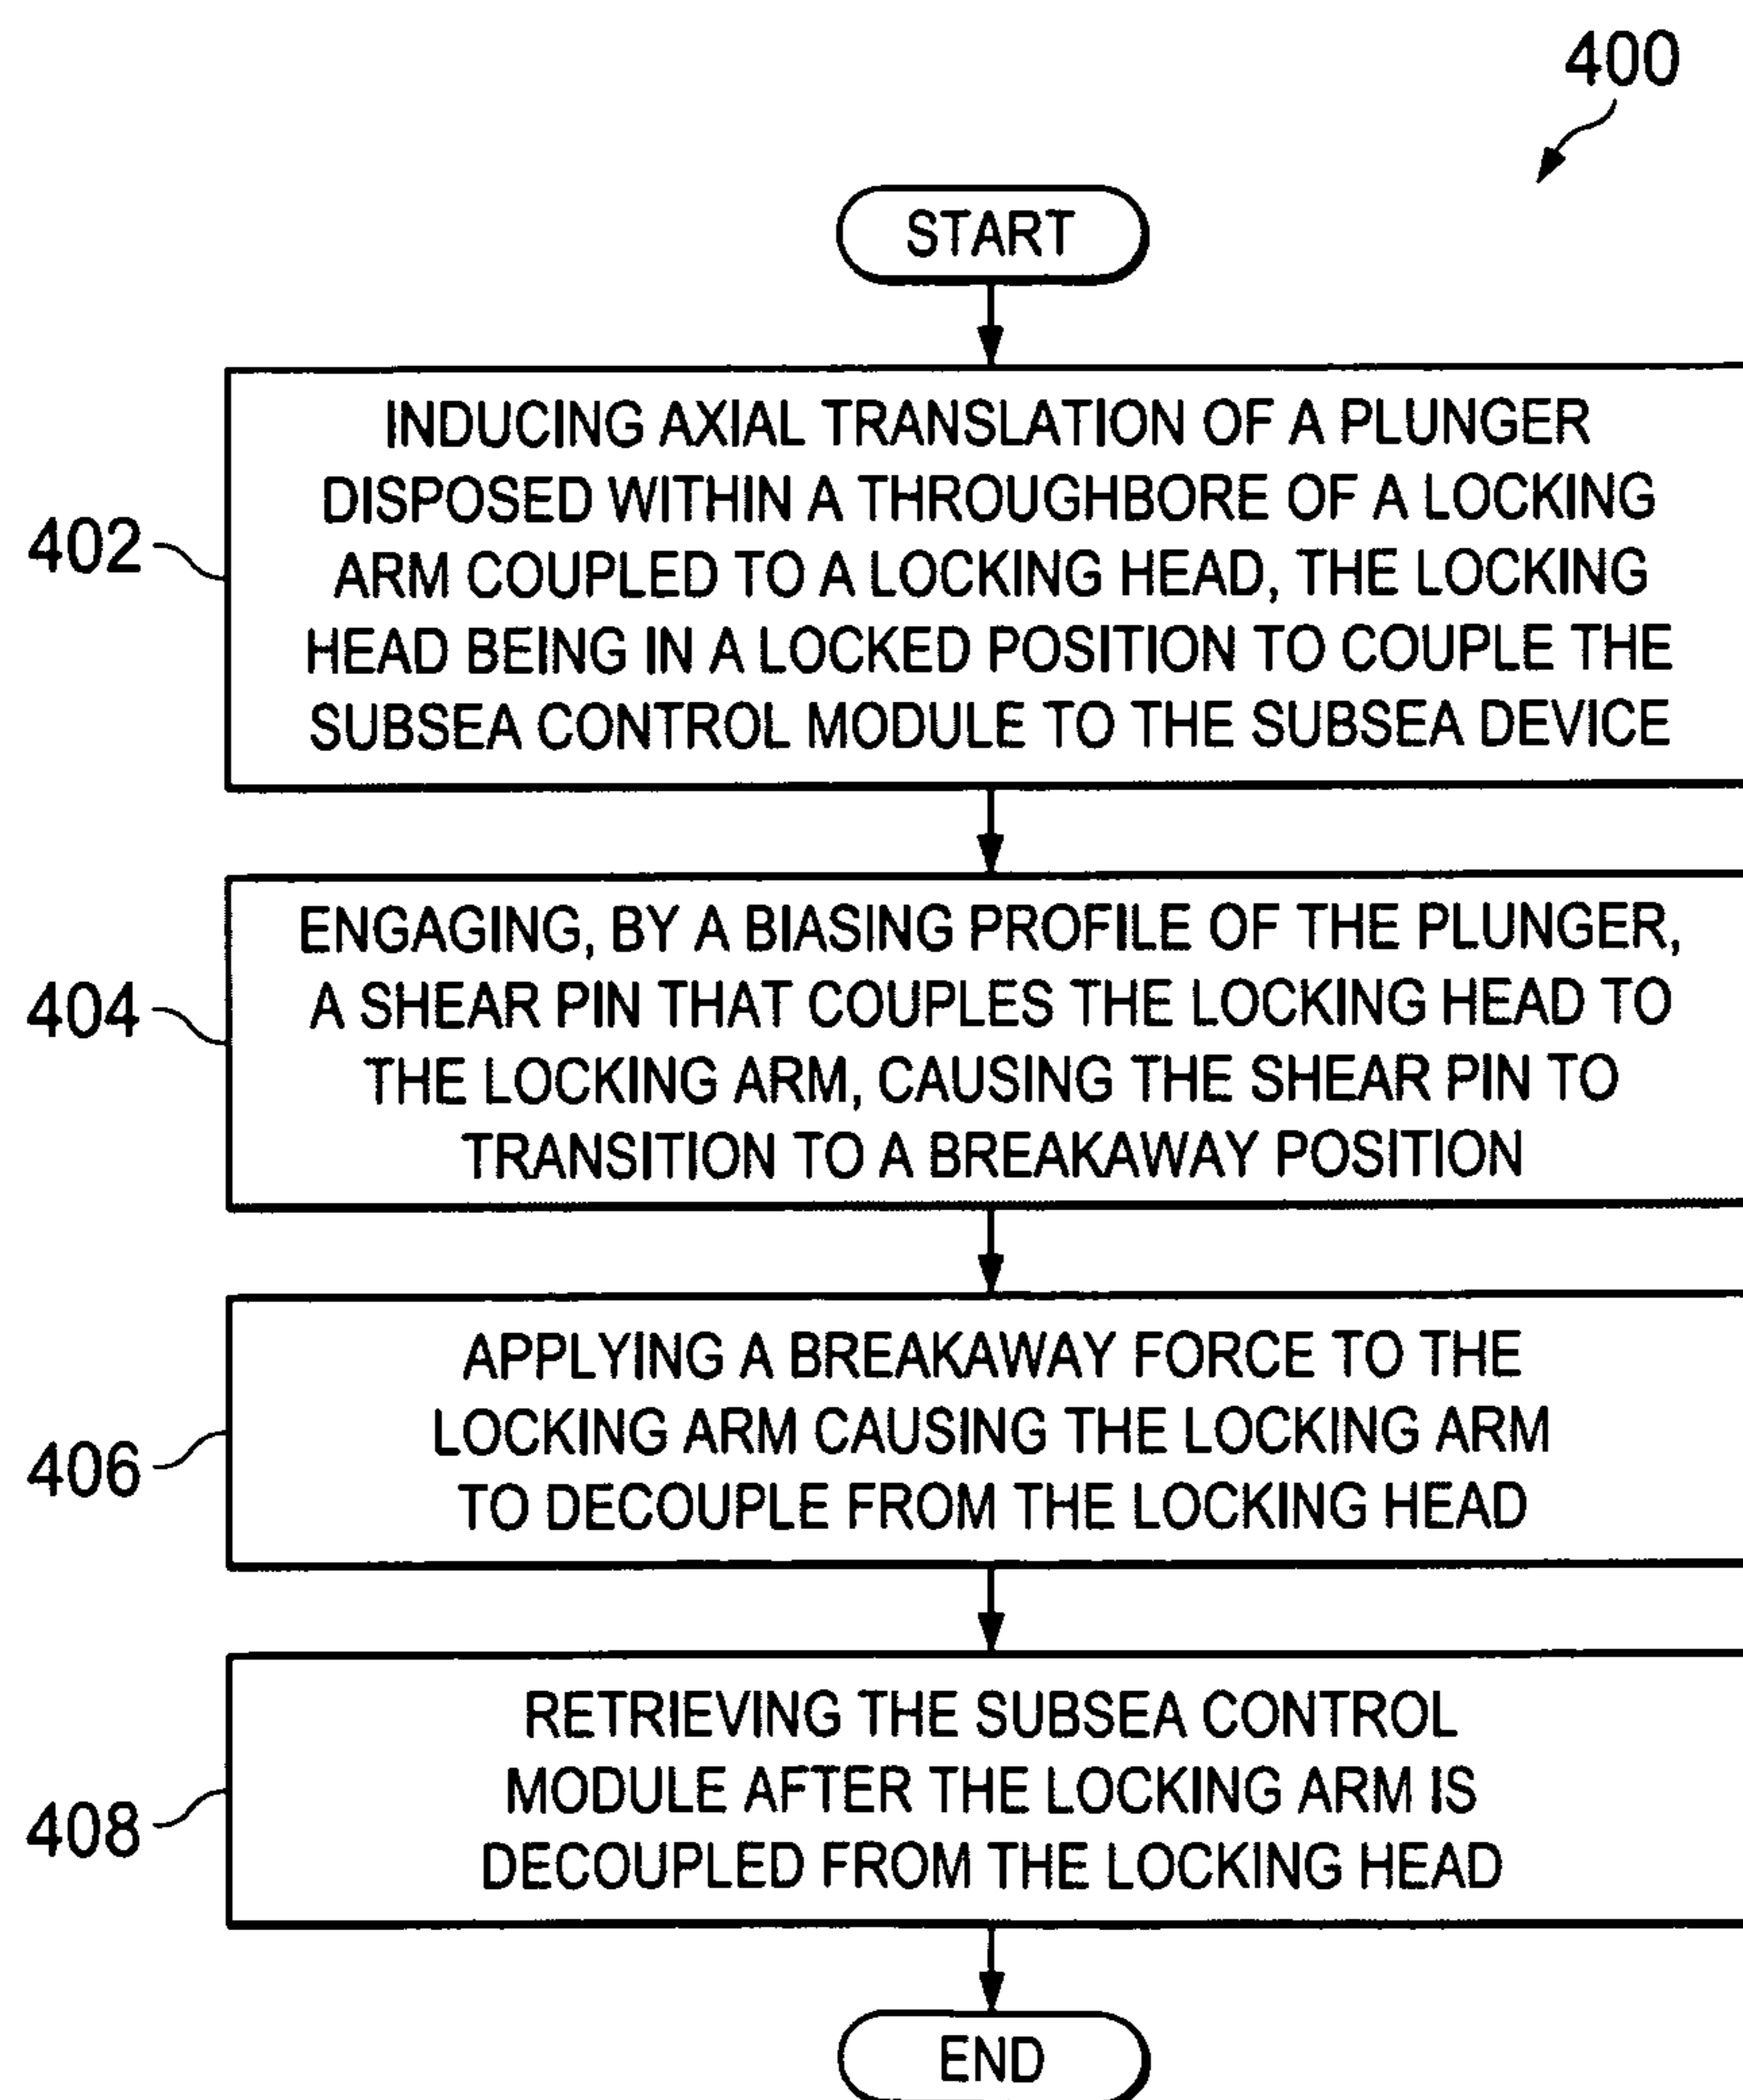 400
START
402
INDUCING AXIAL TRANSLATION OF A PLUNGER
DISPOSED WITHIN A THROUGHBORE OF A LOCKING
ARM COUPLED TO A LOCKING HEAD, THE LOCKING
HEAD BEING IN A LOCKED POSITION TO COUPLE THE
SUBSEA CONTROL MODULE TO THE SUBSEA DEVICE
404
ENGAGING, BY A BIASING PROFILE OF THE PLUNGER,
A SHEAR PIN THAT COUPLES THE LOCKING HEAD TO
THE LOCKING ARM, CAUSING THE SHEAR PIN TO
TRANSITION TO A BREAKAWAY POSITION
406
APPLYING A BREAKAWAY FORCE TO THE
LOCKING ARM CAUSING THE LOCKING ARM
TO DECOUPLE FROM THE LOCKING HEAD
408
RETRIEVING THE SUBSEA CONTROL
MODULE AFTER THE LOCKING ARM IS
DECOUPLED FROM THE LOCKING HEAD
END